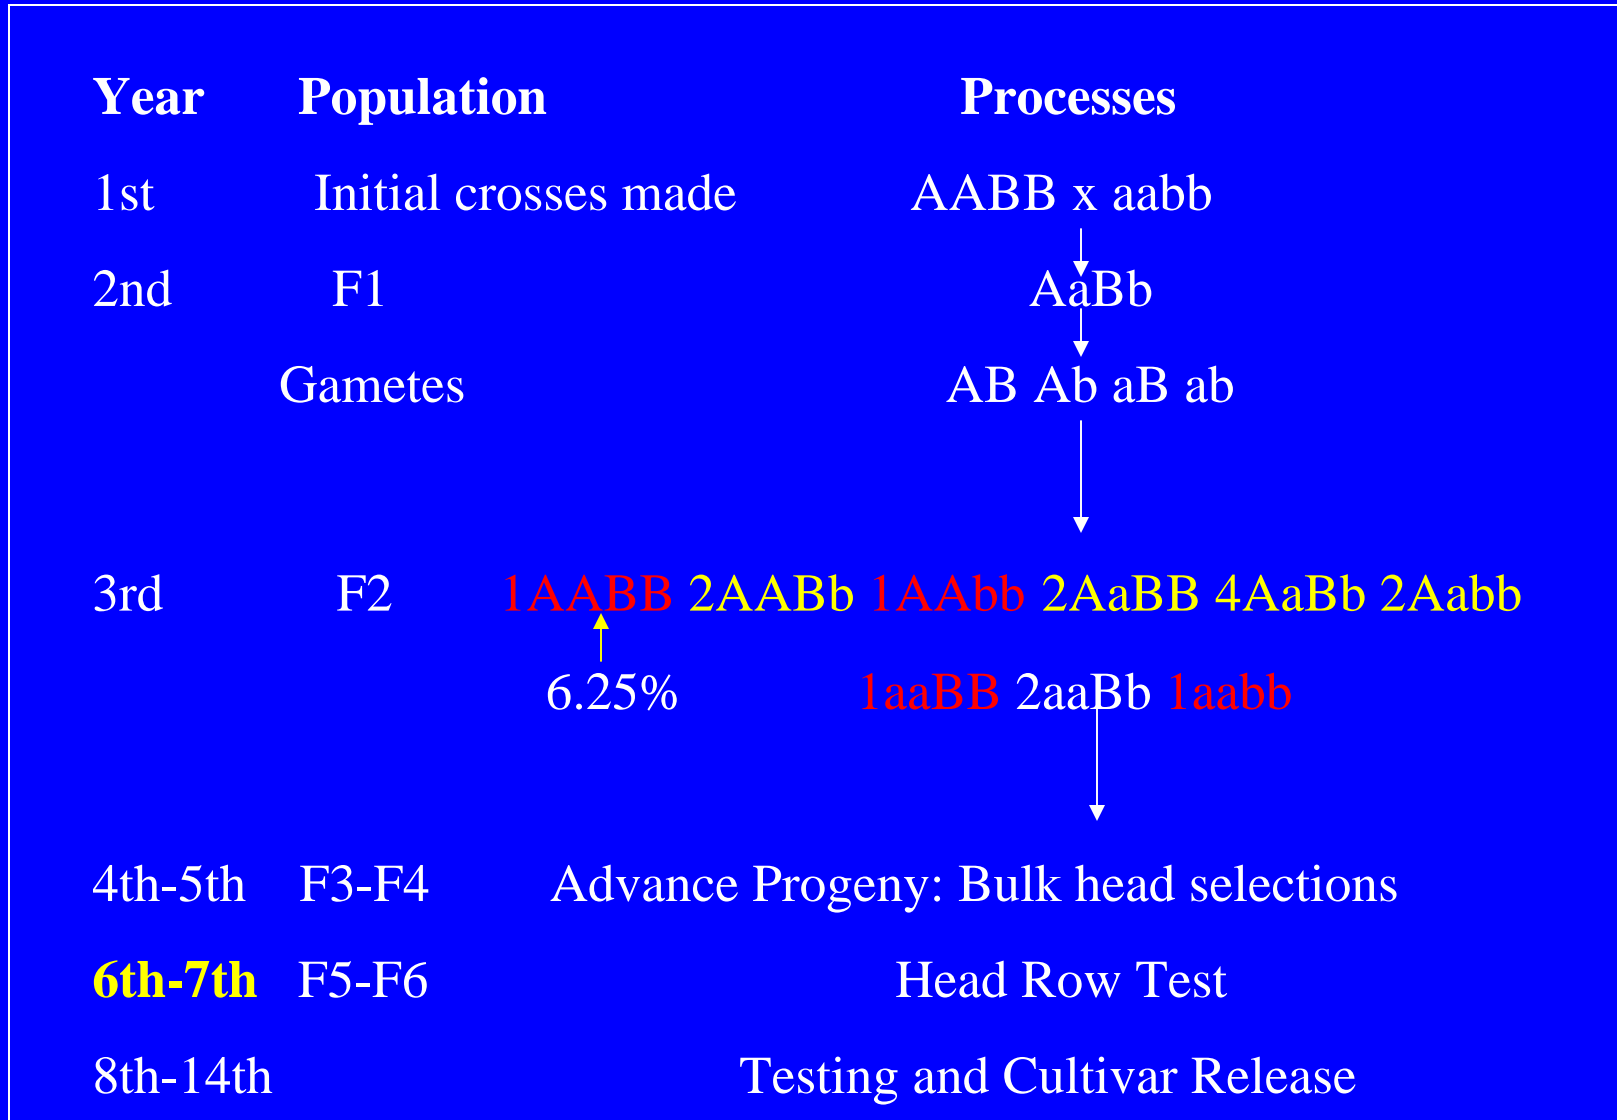 Year Population Processes
1st Initial crosses made AABB x aabb
2nd F1 AaBb
Gametes AB Ab aB ab
3rd F2 1AABB 2AABb 1AAbb 2AaBB 4AaBb 2Aabb
6.25% 1aaBB 2aaBb 1aabb
4th-5th F3-F4 Advance Progeny: Bulk head selections
6th-7th F5-F6 Head Row Test
8th-14th Testing and Cultivar Release